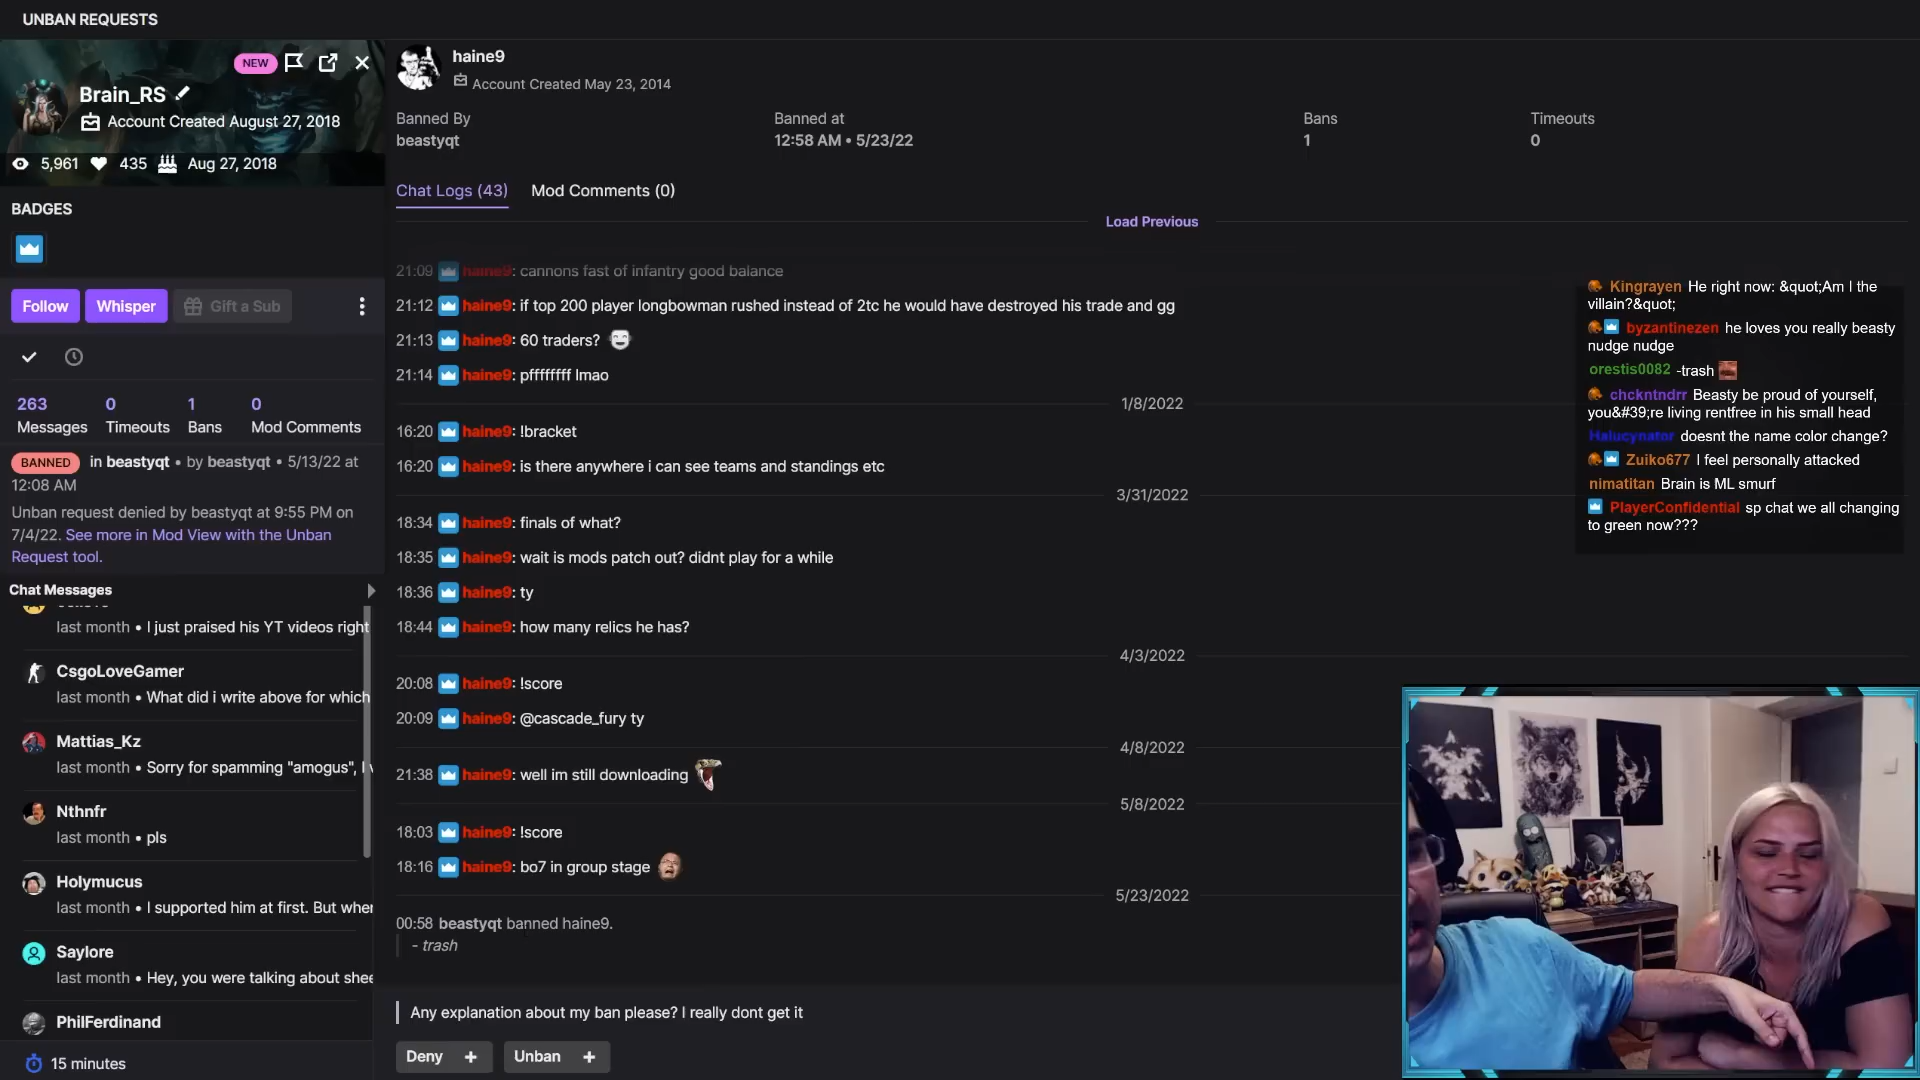 UNBAN REQUESTS
NEW
Brain_RS
Account Created August 27, 2018
5,961 435 Aug 27, 2018
BADGES
Follow Whisper Gift a Sub
263 0 1 0
Messages Timeouts Bans Mod Comments
BANNED in beastyqt • by beastyqt • 5/13/22 at
12:08 AM
Unban request denied by beastyqt at 9:55 PM on
7/4/22. See more in Mod View with the Unban
Request tool.
Chat Messages
last month • I just praised his YT videos right
CsgoLoveGamer
last month • What did i write above for which
Mattias_Kz
last month • Sorry for spamming "amogus", I
Nthnfr
last month • pls
Holymucus
last month • I supported him at first. But
Saylore
last month • Hey, you were talking about
PhilFerdinand
15 minutes
haine9
Account Created May 23, 2014
Banned By Banned at Bans Timeouts
beastyqt 12:58 AM • 5/23/22 1 0
Chat Logs (43) Mod Comments (0)
Load Previous
21:09 haine9: cannons fast of infantry good balance
21:12 haine9: if top 200 player longbowman rushed instead of 2tc he would have destroyed his trade and gg
21:13 haine9: 60 traders?
21:14 haine9: pffffffff lmao
1/8/2022
16:20 haine9: !bracket
16:20 haine9: is there anywhere i can see teams and standings etc
3/31/2022
18:34 haine9: finals of what?
18:35 haine9: wait is mods patch out? didnt play for a while
18:36 haine9: ty
18:44 haine9: how many relics he has?
4/3/2022
20:08 haine9: !score
20:09 haine9: @cascade_fury ty
4/8/2022
21:38 haine9: well im still downloading
5/8/2022
18:03 haine9: !score
18:16 haine9: bo7 in group stage
5/23/2022
00:58 beastyqt banned haine9.
- trash
Any explanation about my ban please? I really dont get it
Deny + Unban +
Kingrayen He right now: &quot;Am I the
villain?&quot;
byzantinezen he loves you really beasty
nudge nudge
orestis0082 -trash
chckntndrr Beasty be proud of yourself,
you&#39;re living rentfree in his small head
Halucynator doesnt the name color change?
Zuiko677 I feel personally attacked
nimatitan Brain is ML smurf
PlayerConfidential sp chat we all changing
to green now???